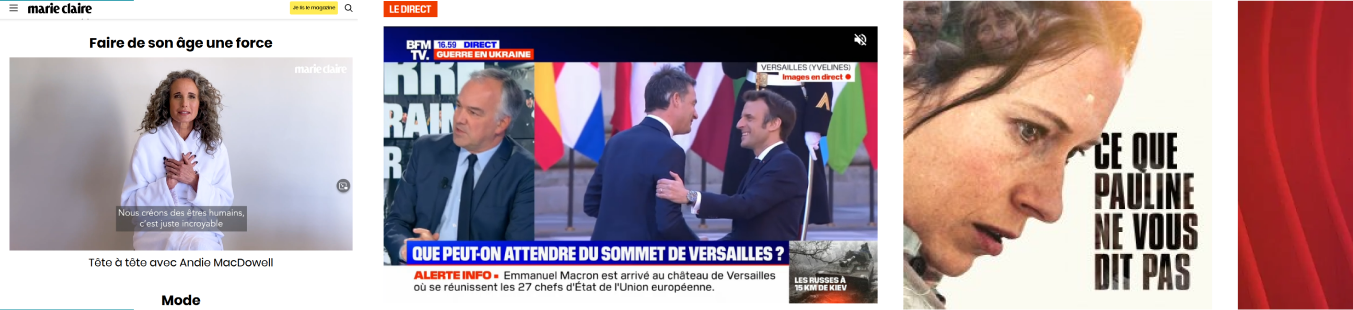 marie claire
Je lis le magazine
Faire de son âge une force
marie claire
Nous créons des êtres humains,
c'est juste incroyable
Tête à tête avec Andie MacDowell
Mode
LE DIRECT
BFM
TV.
16.59 DIRECT
GUERRE EN UKRAINE
VERSAILLES (YVELINES)
Images en direct
QUE PEUT-ON ATTENDRE DU SOMMET DE VERSAILLES ?
ALERTE INFO • Emmanuel Macron est arrivé au château de Versailles
où se réunissent les 27 chefs d'État de l'Union européenne.
LES RUSSES À
15 KM DE KIEV
CE QUE
PAULINE
NE VOUS
DIT PAS